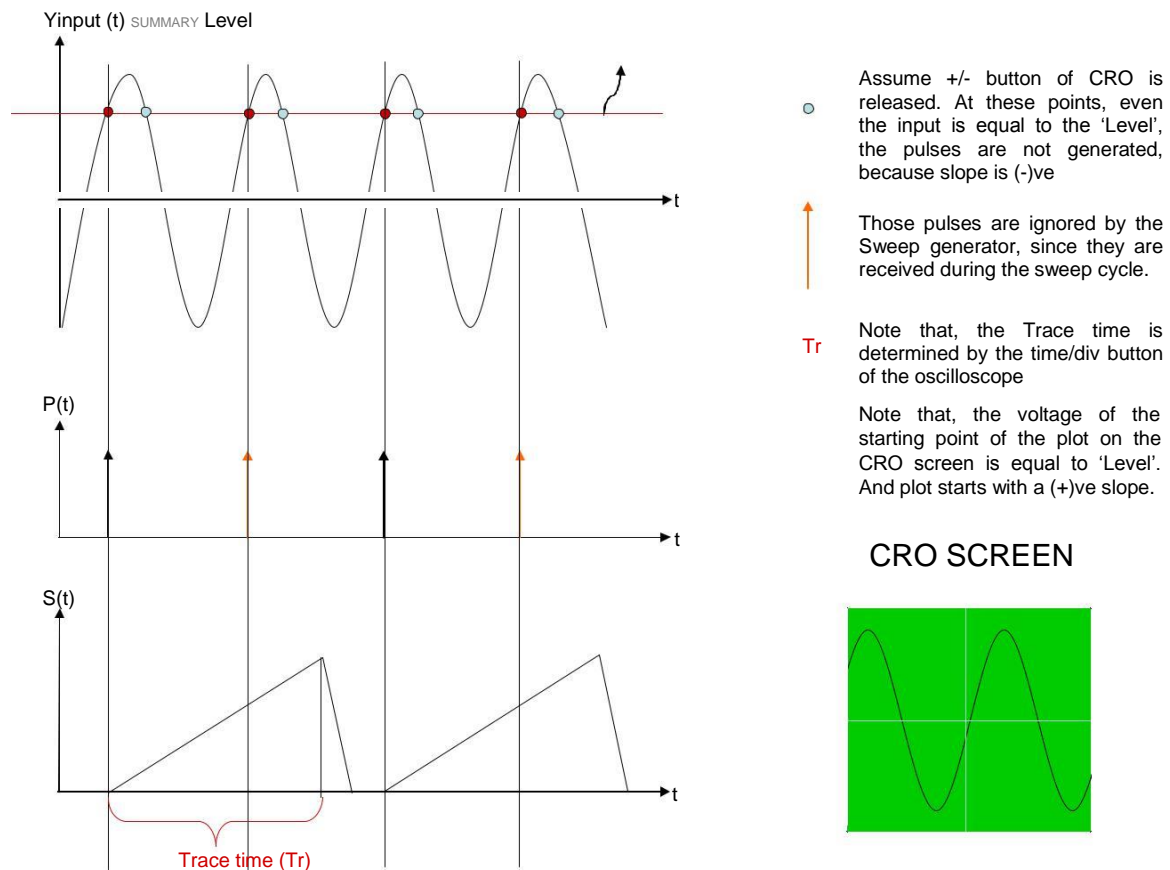 Yinput (t) SUMMARY Level
t
Assume +/- button of CRO is
released. At these points, even
the input is equal to the ‘Level’,
the pulses are not generated,
because slope is (-)ve
Those pulses are ignored by the
Sweep generator, since they are
received during the sweep cycle.
Tr
Note that, the Trace time is
determined by the time/div button
of the oscilloscope
Note that, the voltage of the
starting point of the plot on the
CRO screen is equal to ‘Level’.
And plot starts with a (+)ve slope.
P(t)
t
CRO SCREEN
S(t)
t
Trace time (Tr)